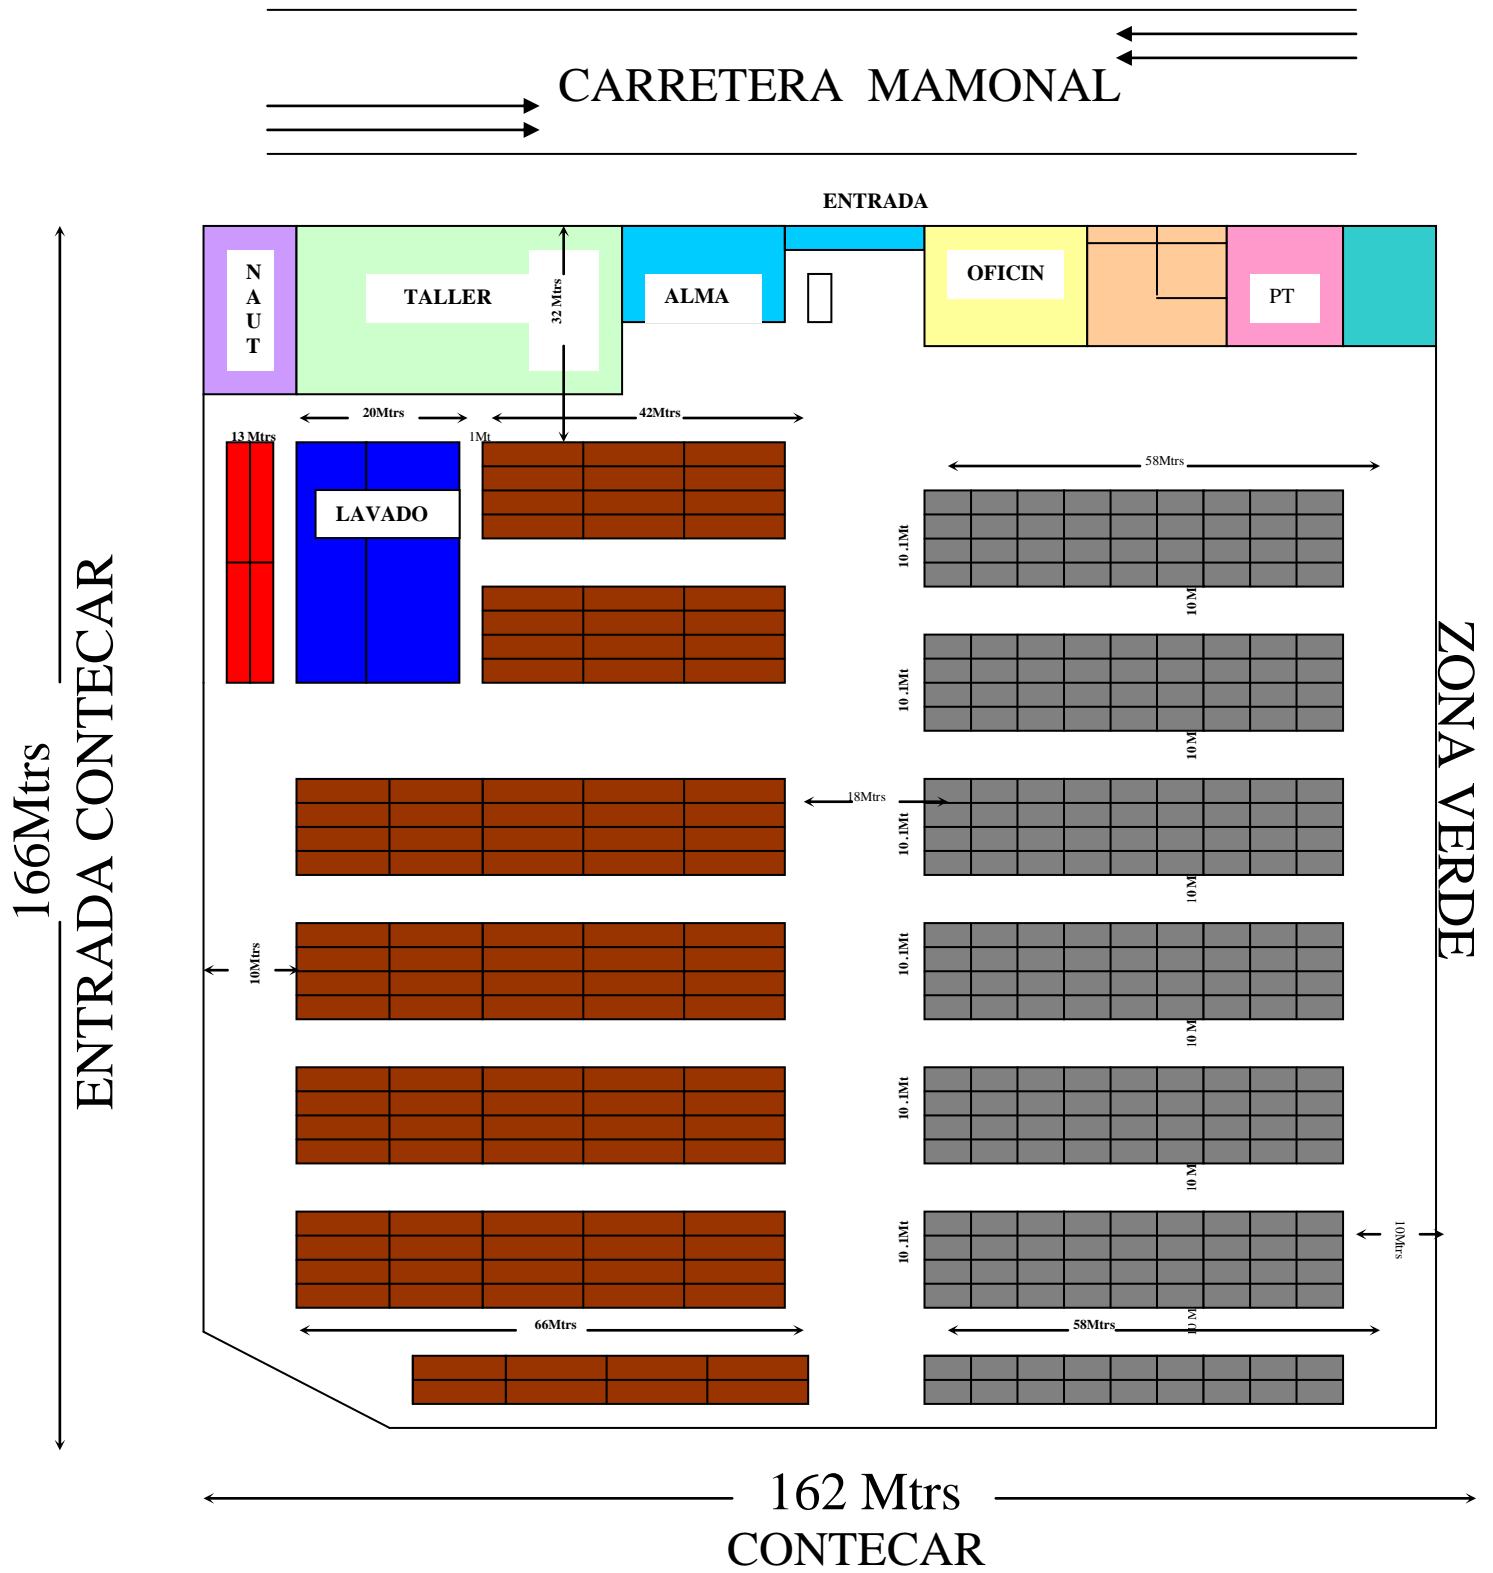 CARRETERA MAMONAL
ENTRADA
N
A
U
T
TALLER
32 Mtrs
ALMA
OFICIN
PT
20Mtrs
42Mtrs
13 Mtrs
1Mt
58Mtrs
LAVADO
10.1Mt
10 M
10.1Mt
10 M
18Mtrs
10.1Mt
10 M
10Mtrs
10.1Mt
10 M
10.1Mt
10 M
10.1Mt
10Mtrs
10 M
66Mtrs
58Mtrs
166Mtrs
ENTRADA CONTECAR
ZONA VERDE
162 Mtrs
CONTECAR